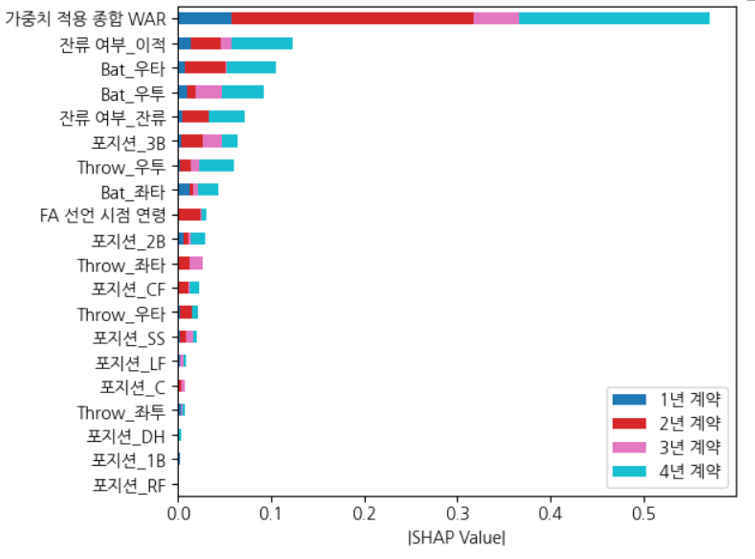 가중치 적용 종합 WAR
잔류 여부_이적
Bat_우타
Bat_우투
잔류 여부_잔류
포지션_3B
Throw_우투
Bat_좌타
FA 선언 시점 연령
포지션_2B
Throw_좌타
포지션_CF
Throw_우타
포지션_SS
포지션_LF
포지션_C
Throw_좌투
포지션_DH
포지션_1B
포지션_RF
1년 계약
2년 계약
3년 계약
4년 계약
0.0 0.1 0.2 0.3 0.4 0.5
|SHAP Value|